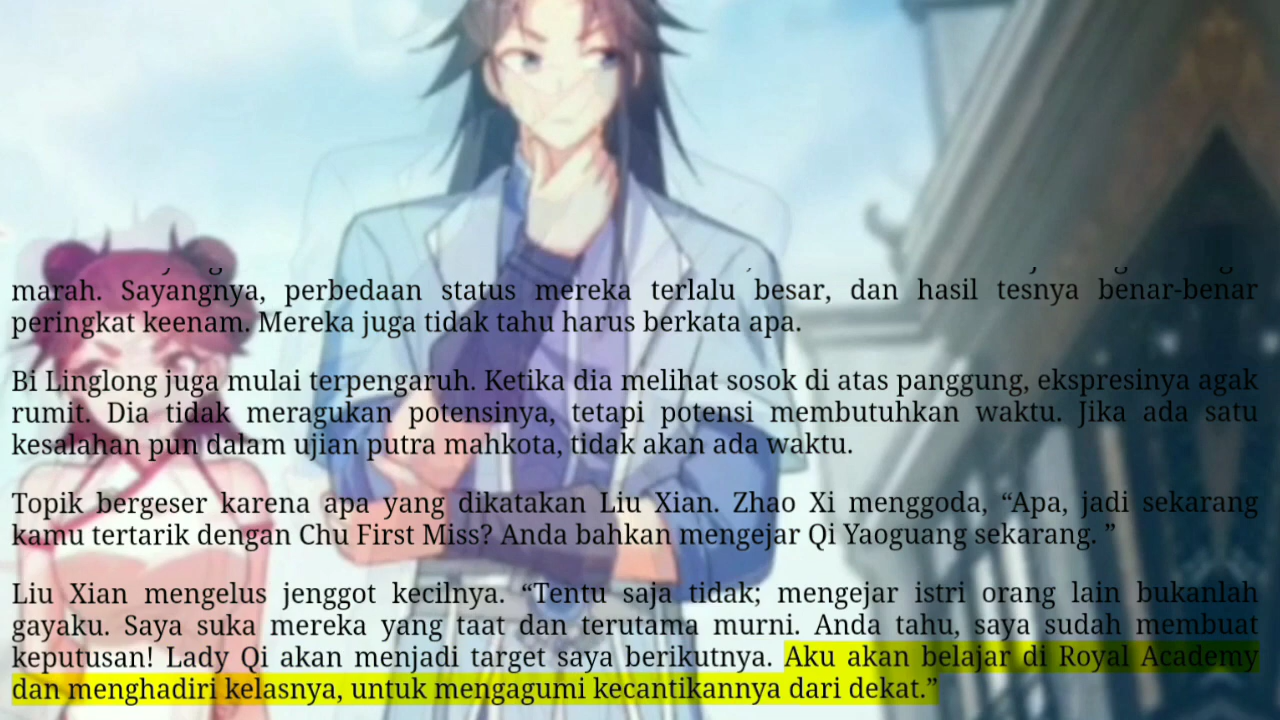 marah. Sayangnya, perbedaan status mereka terlalu besar, dan hasil tesnya benar-benar
peringkat keenam. Mereka juga tidak tahu harus berkata apa.
Bi Linglong juga mulai terpengaruh. Ketika dia melihat sosok di atas panggung, ekspresinya agak
rumit. Dia tidak meragukan potensinya, tetapi potensi membutuhkan waktu. Jika ada satu
kesalahan pun dalam ujian putra mahkota, tidak akan ada waktu.
Topik bergeser karena apa yang dikatakan Liu Xian. Zhao Xi menggoda, “Apa, jadi sekarang
kamu tertarik dengan Chu First Miss? Anda bahkan mengejar Qi Yaoguang sekarang. ”
Liu Xian mengelus jenggot kecilnya. “Tentu saja tidak; mengejar istri orang lain bukanlah
gayaku. Saya suka mereka yang taat dan terutama murni. Anda tahu, saya sudah membuat
keputusan! Lady Qi akan menjadi target saya berikutnya. Aku akan belajar di Royal Academy
dan menghadiri kelasnya, untuk mengagumi kecantikannya dari dekat.”